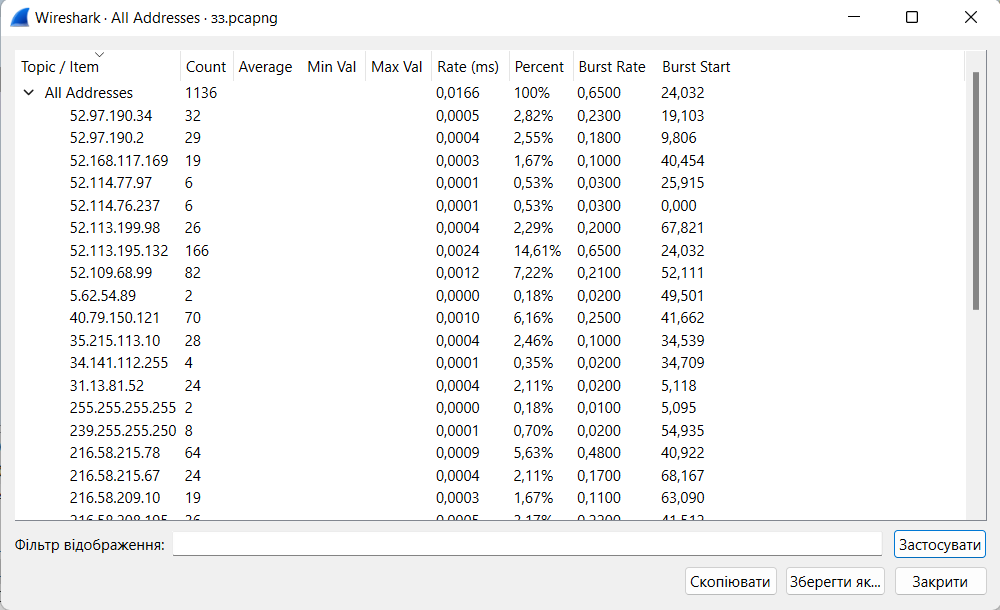 Wireshark · All Addresses · зз.pcapng
Topic / Item Count Average Min Val Max Val Rate (ms) Percent Burst Rate Burst Start
All Addresses 1136 0,0166 100% 0,6500 24,032
52.97.190.34 32 0,0005 2,82% 0,2300 19,103
52.97.190.2 29 0,0004 2,55% 0,1800 9,806
52.168.117.169 19 0,0003 1,67% 0,1000 40,454
52.114.77.97 6 0,0001 0,53% 0,0300 25,915
52.114.76.237 6 0,0001 0,53% 0,0300 0,000
52.113.199.98 26 0,0004 2,29% 0,2000 67,821
52.113.195.132 166 0,0024 14,61% 0,6500 24,032
52.109.68.99 82 0,0012 7,22% 0,2100 52,111
5.62.54.89 2 0,0000 0,18% 0,0200 49,501
40.79.150.121 70 0,0010 6,16% 0,2500 41,662
35.215.113.10 28 0,0004 2,46% 0,1000 34,539
34.141.112.255 4 0,0001 0,35% 0,0200 34,709
31.13.81.52 24 0,0004 2,11% 0,0200 5,118
255.255.255.255 2 0,0000 0,18% 0,0100 5,095
239.255.255.250 8 0,0001 0,70% 0,0200 54,935
216.58.215.78 64 0,0009 5,63% 0,4800 40,922
216.58.215.67 24 0,0004 2,11% 0,1700 68,167
216.58.209.10 19 0,0003 1,67% 0,1100 63,090
Фільтр відображення: Застосувати
Скопіювати Зберегти як... Закрити